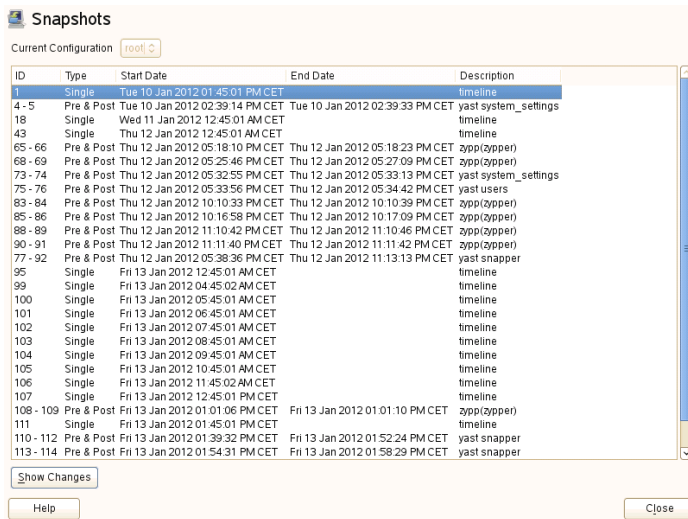 Snapshots
Current Configuration root
ID Type Start Date End Date Description
1 Single Tue 10 Jan 2012 01:45:01 PM CET timeline
4 - 5 Pre & Post Tue 10 Jan 2012 02:39:14 PM CET Tue 10 Jan 2012 02:39:33 PM CET yast system_settings
18 Single Wed 11 Jan 2012 12:45:01 AM CET timeline
43 Single Thu 12 Jan 2012 12:45:01 AM CET timeline
65 - 66 Pre & Post Thu 12 Jan 2012 05:18:10 PM CET Thu 12 Jan 2012 05:18:23 PM CET zypp(zypper)
68 - 69 Pre & Post Thu 12 Jan 2012 05:25:46 PM CET Thu 12 Jan 2012 05:27:09 PM CET zypp(zypper)
73 - 74 Pre & Post Thu 12 Jan 2012 05:32:55 PM CET Thu 12 Jan 2012 05:33:13 PM CET yast system_settings
75 - 76 Pre & Post Thu 12 Jan 2012 05:33:56 PM CET Thu 12 Jan 2012 05:34:42 PM CET yast users
83 - 84 Pre & Post Thu 12 Jan 2012 10:10:33 PM CET Thu 12 Jan 2012 10:10:39 PM CET zypp(zypper)
85 - 86 Pre & Post Thu 12 Jan 2012 10:16:58 PM CET Thu 12 Jan 2012 10:17:09 PM CET zypp(zypper)
88 - 89 Pre & Post Thu 12 Jan 2012 11:10:42 PM CET Thu 12 Jan 2012 11:10:46 PM CET zypp(zypper)
90 - 91 Pre & Post Thu 12 Jan 2012 11:11:40 PM CET Thu 12 Jan 2012 11:11:42 PM CET zypp(zypper)
77 - 92 Pre & Post Thu 12 Jan 2012 05:38:36 PM CET Thu 12 Jan 2012 11:13:13 PM CET yast snapper
95 Single Fri 13 Jan 2012 12:45:01 AM CET timeline
99 Single Fri 13 Jan 2012 04:45:02 AM CET timeline
100 Single Fri 13 Jan 2012 05:45:01 AM CET timeline
101 Single Fri 13 Jan 2012 06:45:01 AM CET timeline
102 Single Fri 13 Jan 2012 07:45:01 AM CET timeline
103 Single Fri 13 Jan 2012 08:45:01 AM CET timeline
104 Single Fri 13 Jan 2012 09:45:01 AM CET timeline
105 Single Fri 13 Jan 2012 10:45:01 AM CET timeline
106 Single Fri 13 Jan 2012 11:45:02 AM CET timeline
107 Single Fri 13 Jan 2012 12:45:01 PM CET timeline
108 - 109 Pre & Post Fri 13 Jan 2012 01:01:06 PM CET Fri 13 Jan 2012 01:01:10 PM CET zypp(zypper)
111 Single Fri 13 Jan 2012 01:45:01 PM CET timeline
110 - 112 Pre & Post Fri 13 Jan 2012 01:39:32 PM CET Fri 13 Jan 2012 01:52:24 PM CET yast snapper
113 - 114 Pre & Post Fri 13 Jan 2012 01:54:31 PM CET Fri 13 Jan 2012 01:58:29 PM CET yast snapper
Show Changes
Help Close